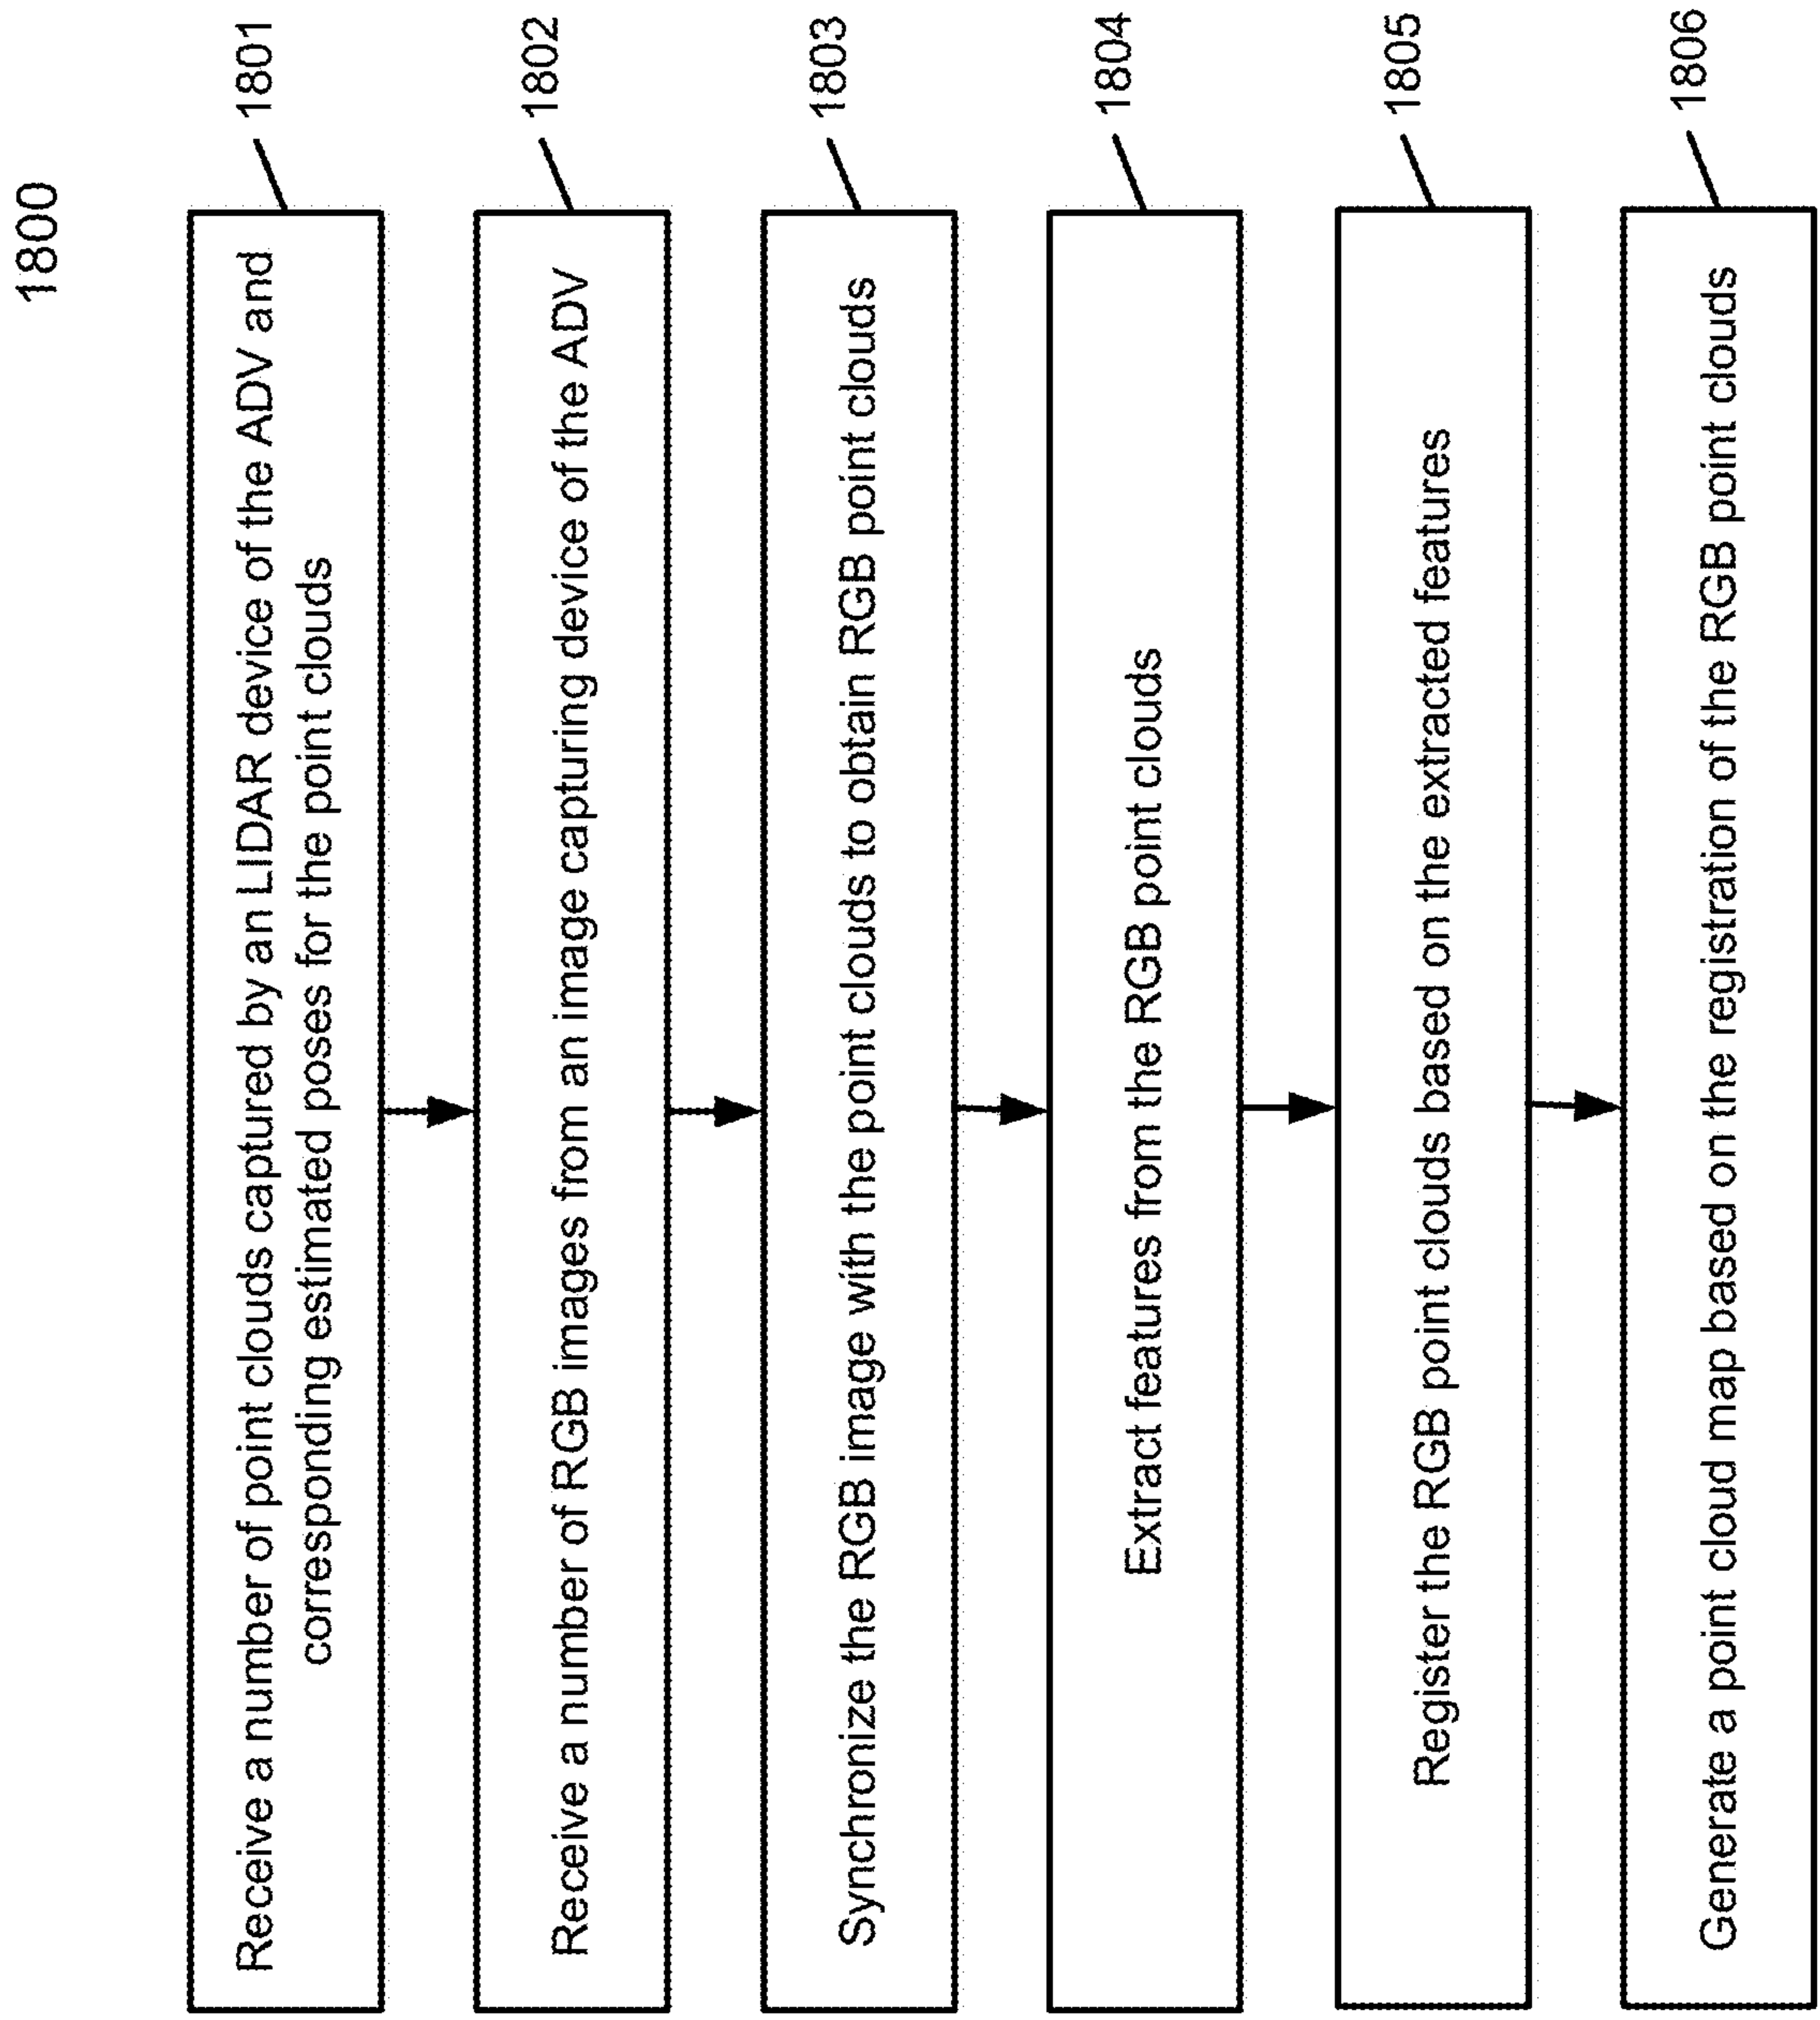 1800
Receive a number of point clouds captured by an LIDAR device of the ADV and
corresponding estimated poses for the point clouds
1801
Receive a number of RGB images from an image capturing device of the ADV
1802
Synchronize the RGB image with the point clouds to obtain RGB point clouds
1803
Extract features from the RGB point clouds
1804
Register the RGB point clouds based on the extracted features
1805
Generate a point cloud map based on the registration of the RGB point clouds
1806